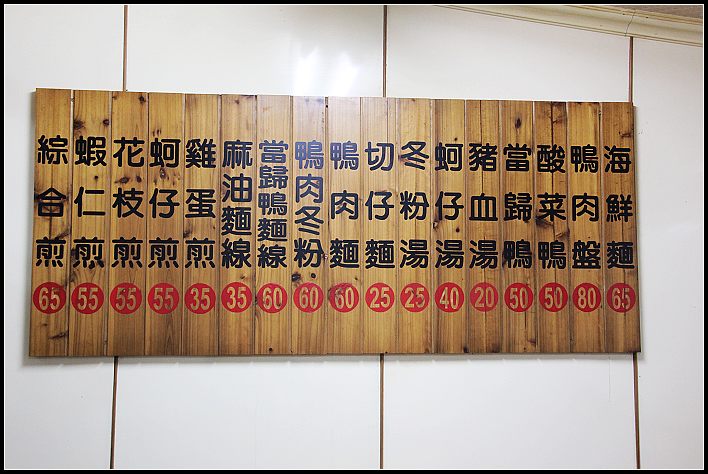 海鮮麵 65
鴨肉盤 80
酸菜鴨 50
當歸鴨 50
豬血湯 20
蚵仔湯 40
冬粉湯 25
切仔麵 25
鴨肉麵 60
鴨肉冬粉 60
當歸鴨麵線 60
麻油麵線 35
雞蛋煎 35
蚵仔煎 55
花枝煎 55
蝦仁煎 55
綜合煎 65